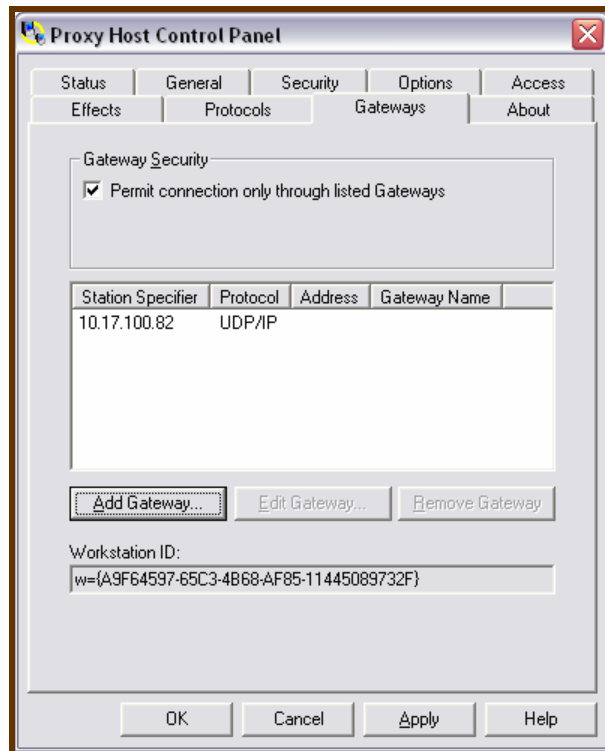 Proxy Host Control Panel
Status General Security Options Access
Effects Protocols Gateways About
Gateway Security
Permit connection only through listed Gateways
Station Specifier Protocol Address Gateway Name
10.17.100.82 UDP/IP
Add Gateway... Edit Gateway... Remove Gateway
Workstation ID:
w={A9F64597-65C3-4B68-AF85-11445089732F}
OK Cancel Apply Help